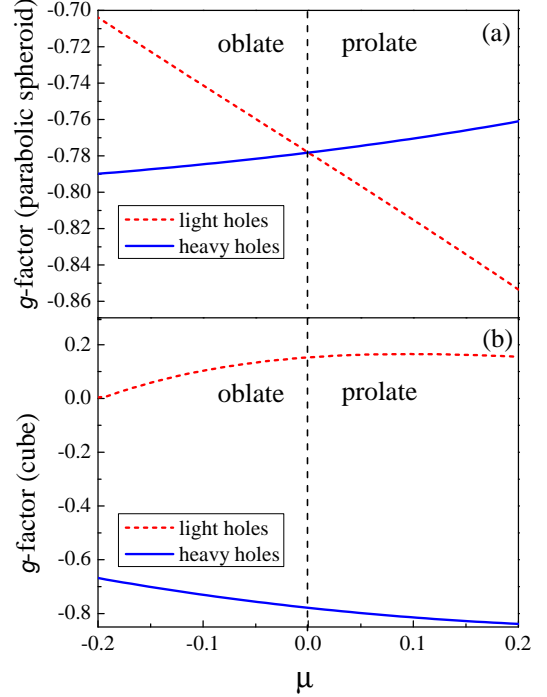 -0.70
oblate prolate (a)
-0.72
-0.74
-0.76
-0.78
-0.80
-0.82
-0.84
-0.86
g-factor (parabolic spheroid)
light holes
heavy holes
(b)
0.2
oblate prolate
0.0
-0.2
-0.4
-0.6
-0.8
g-factor (cube)
light holes
heavy holes
-0.2 -0.1 0.0 0.1 0.2
μ